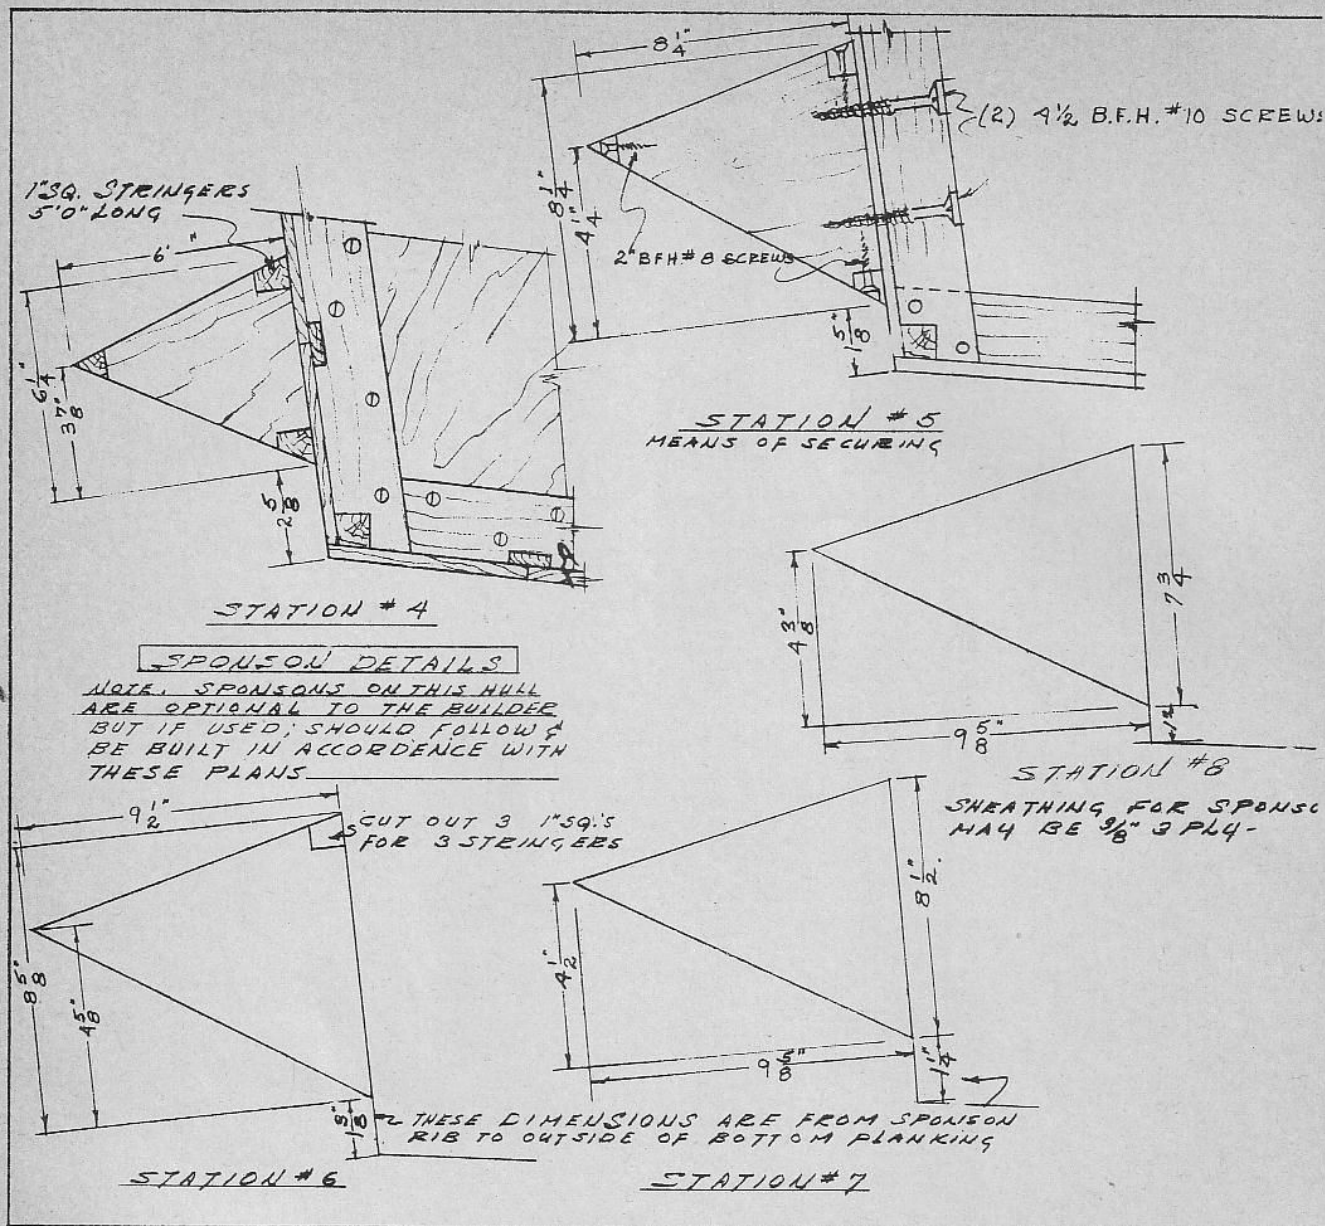 8 1/4"
(2) 4 1/2 B.F.H. #10 SCREWS
1" SQ. STRINGERS
5'0" LONG
6"
8 1/4"
4 1/4"
2" BFH #8 SCREWS
1 5/8"
6 1/4"
3 7/8"
2 5/8
STATION #5
MEANS OF SECURING
STATION #4
7 3/4
4 3/8"
9 5/8"
STATION #8
SHEATHING FOR SPONSO
MAY BE 3/8" 3 PLY-
SPONSON DETAILS
NOTE. SPONSONS ON THIS HULL
ARE OPTIONAL TO THE BUILDER
BUT IF USED; SHOULD FOLLOW &
BE BUILT IN ACCORDENCE WITH
THESE PLANS
9 1/2"
CUT OUT 3 1"SQ.'S
FOR 3 STRINGERS
8 5/8"
4 5/8"
1 5/8"
8 1/2"
4 1/2"
9 5/8"
1 1/4"
THESE DIMENSIONS ARE FROM SPONSON
RIB TO OUTSIDE OF BOTTOM PLANKING
STATION #6
STATION #7